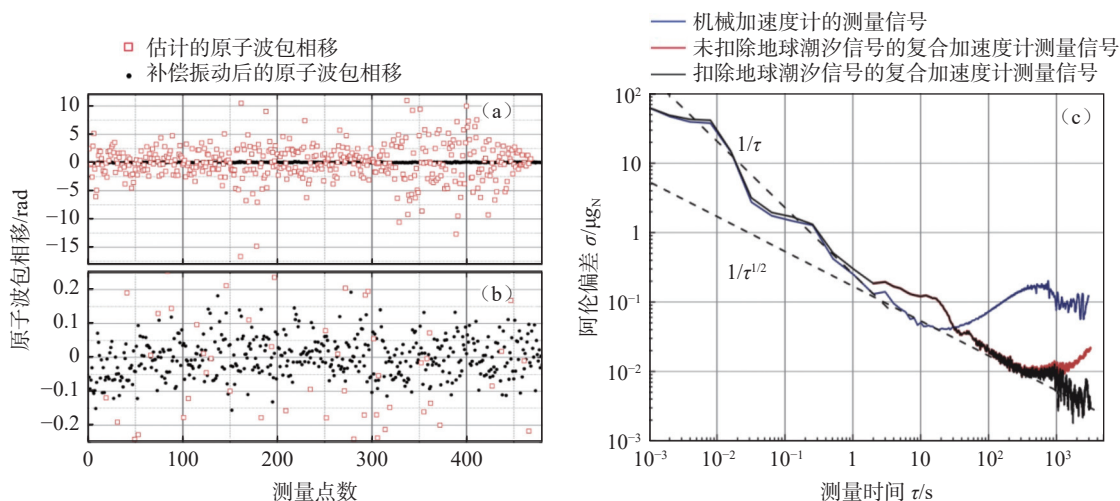 估计的原子波包相移
补偿振动后的原子波包相移
机械加速度计的测量信号
未扣除地球潮汐信号的复合加速度计测量信号
扣除地球潮汐信号的复合加速度计测量信号
原子波包相移/rad
10
5
0
−5
−10
−15
(a)
0.2
0.1
0
−0.1
−0.2
(b)
0 100 200 300 400
测量点数
阿伦偏差 σ/μg_N
10²
10
1
10⁻¹
10⁻²
10⁻³
(c)
1/τ
1/τ^1/2
10⁻³ 10⁻² 10⁻¹ 1 10 10² 10³
测量时间 τ/s